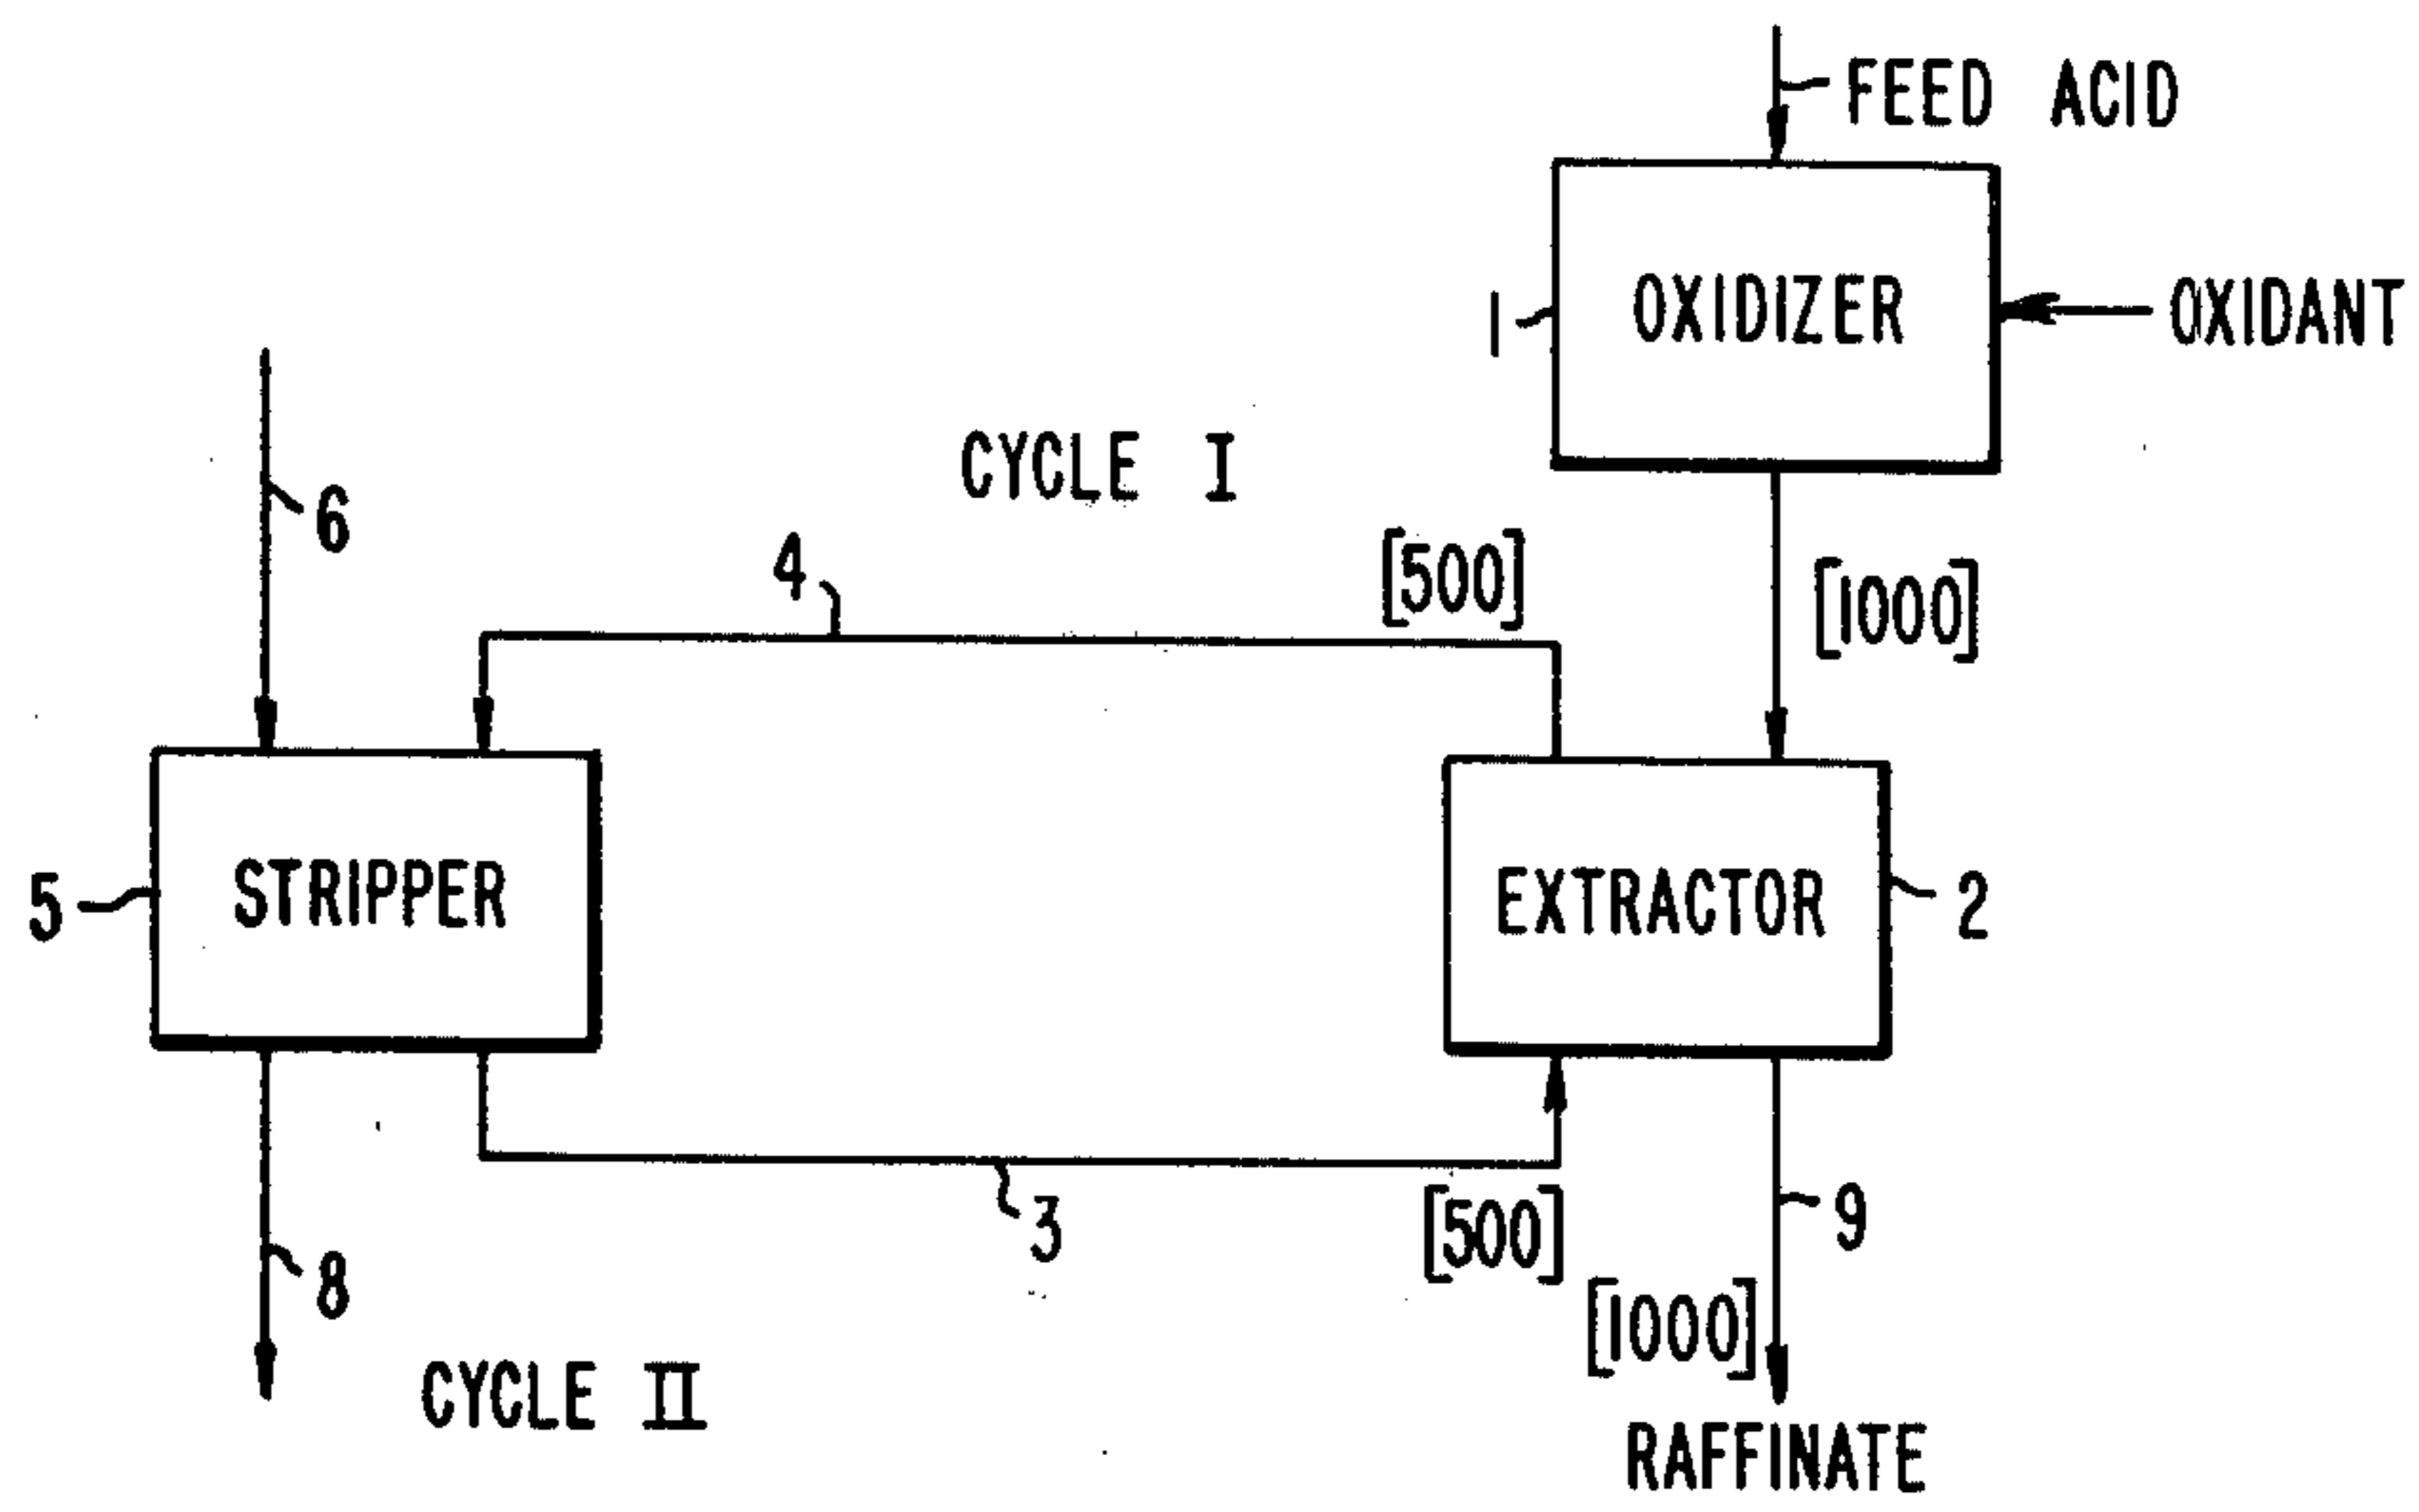 FEED ACID
OXIDIZER
1
OXIDANT
CYCLE I
6
4
[500]
[1000]
STRIPPER
5
EXTRACTOR
2
3
[500]
9
8
[1000]
CYCLE II
RAFFINATE